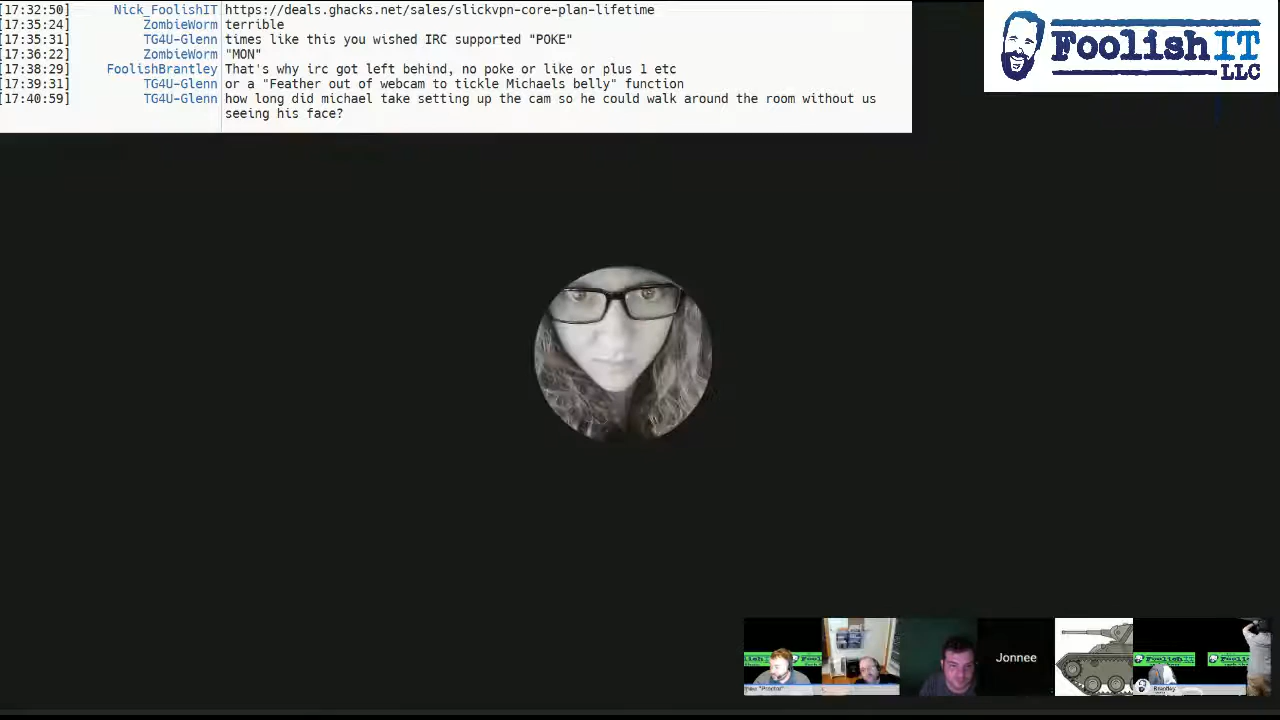 [17:32:50] Nick_FoolishIT https://deals.ghacks.net/sales/slickvpn-core-plan-lifetime
[17:35:24] ZombieWorm terrible
[17:35:31] TG4U-Glenn times like this you wished IRC supported "POKE"
[17:36:22] ZombieWorm "MON"
[17:38:29] FoolishBrantley That's why irc got left behind, no poke or like or plus 1 etc
[17:39:31] TG4U-Glenn or a "Feather out of webcam to tickle Michaels belly" function
[17:40:59] TG4U-Glenn how long did michael take setting up the cam so he could walk around the room without us
seeing his face?
FoolishIT
LLC
Jonnee
FoolishIT
Brantley